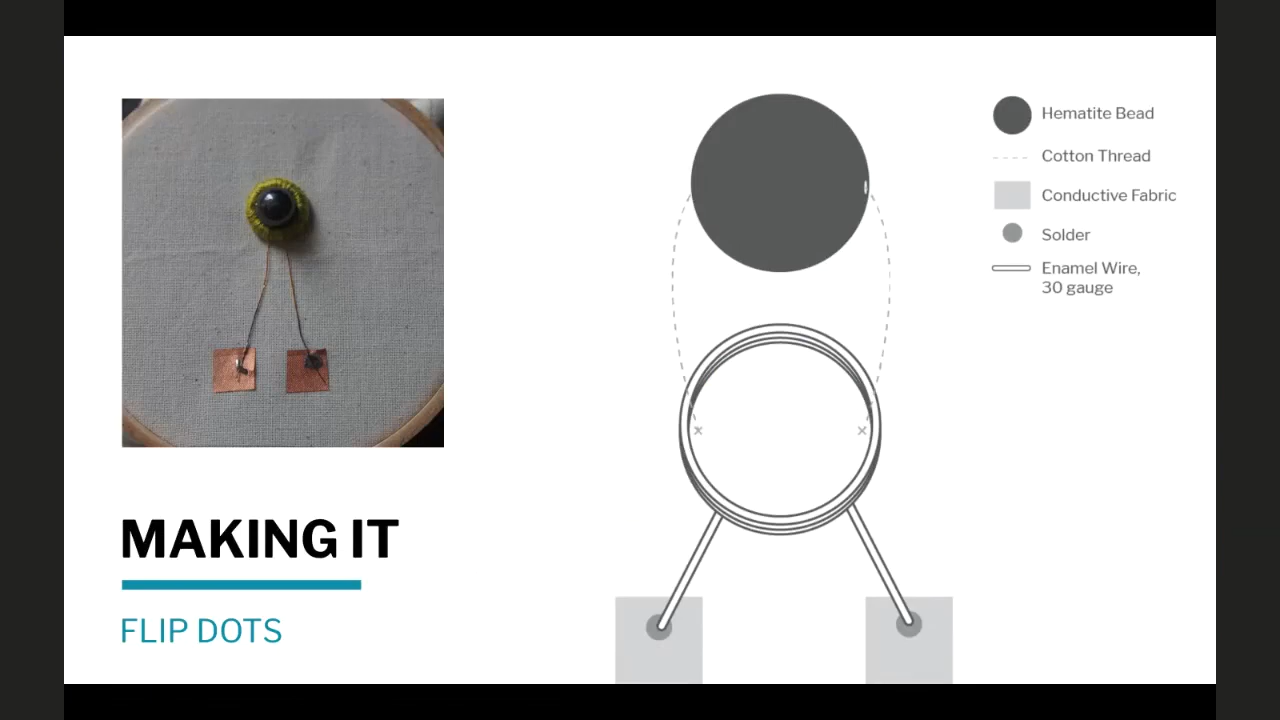 MAKING IT
FLIP DOTS
Hematite Bead
Cotton Thread
Conductive Fabric
Solder
Enamel Wire,
30 gauge